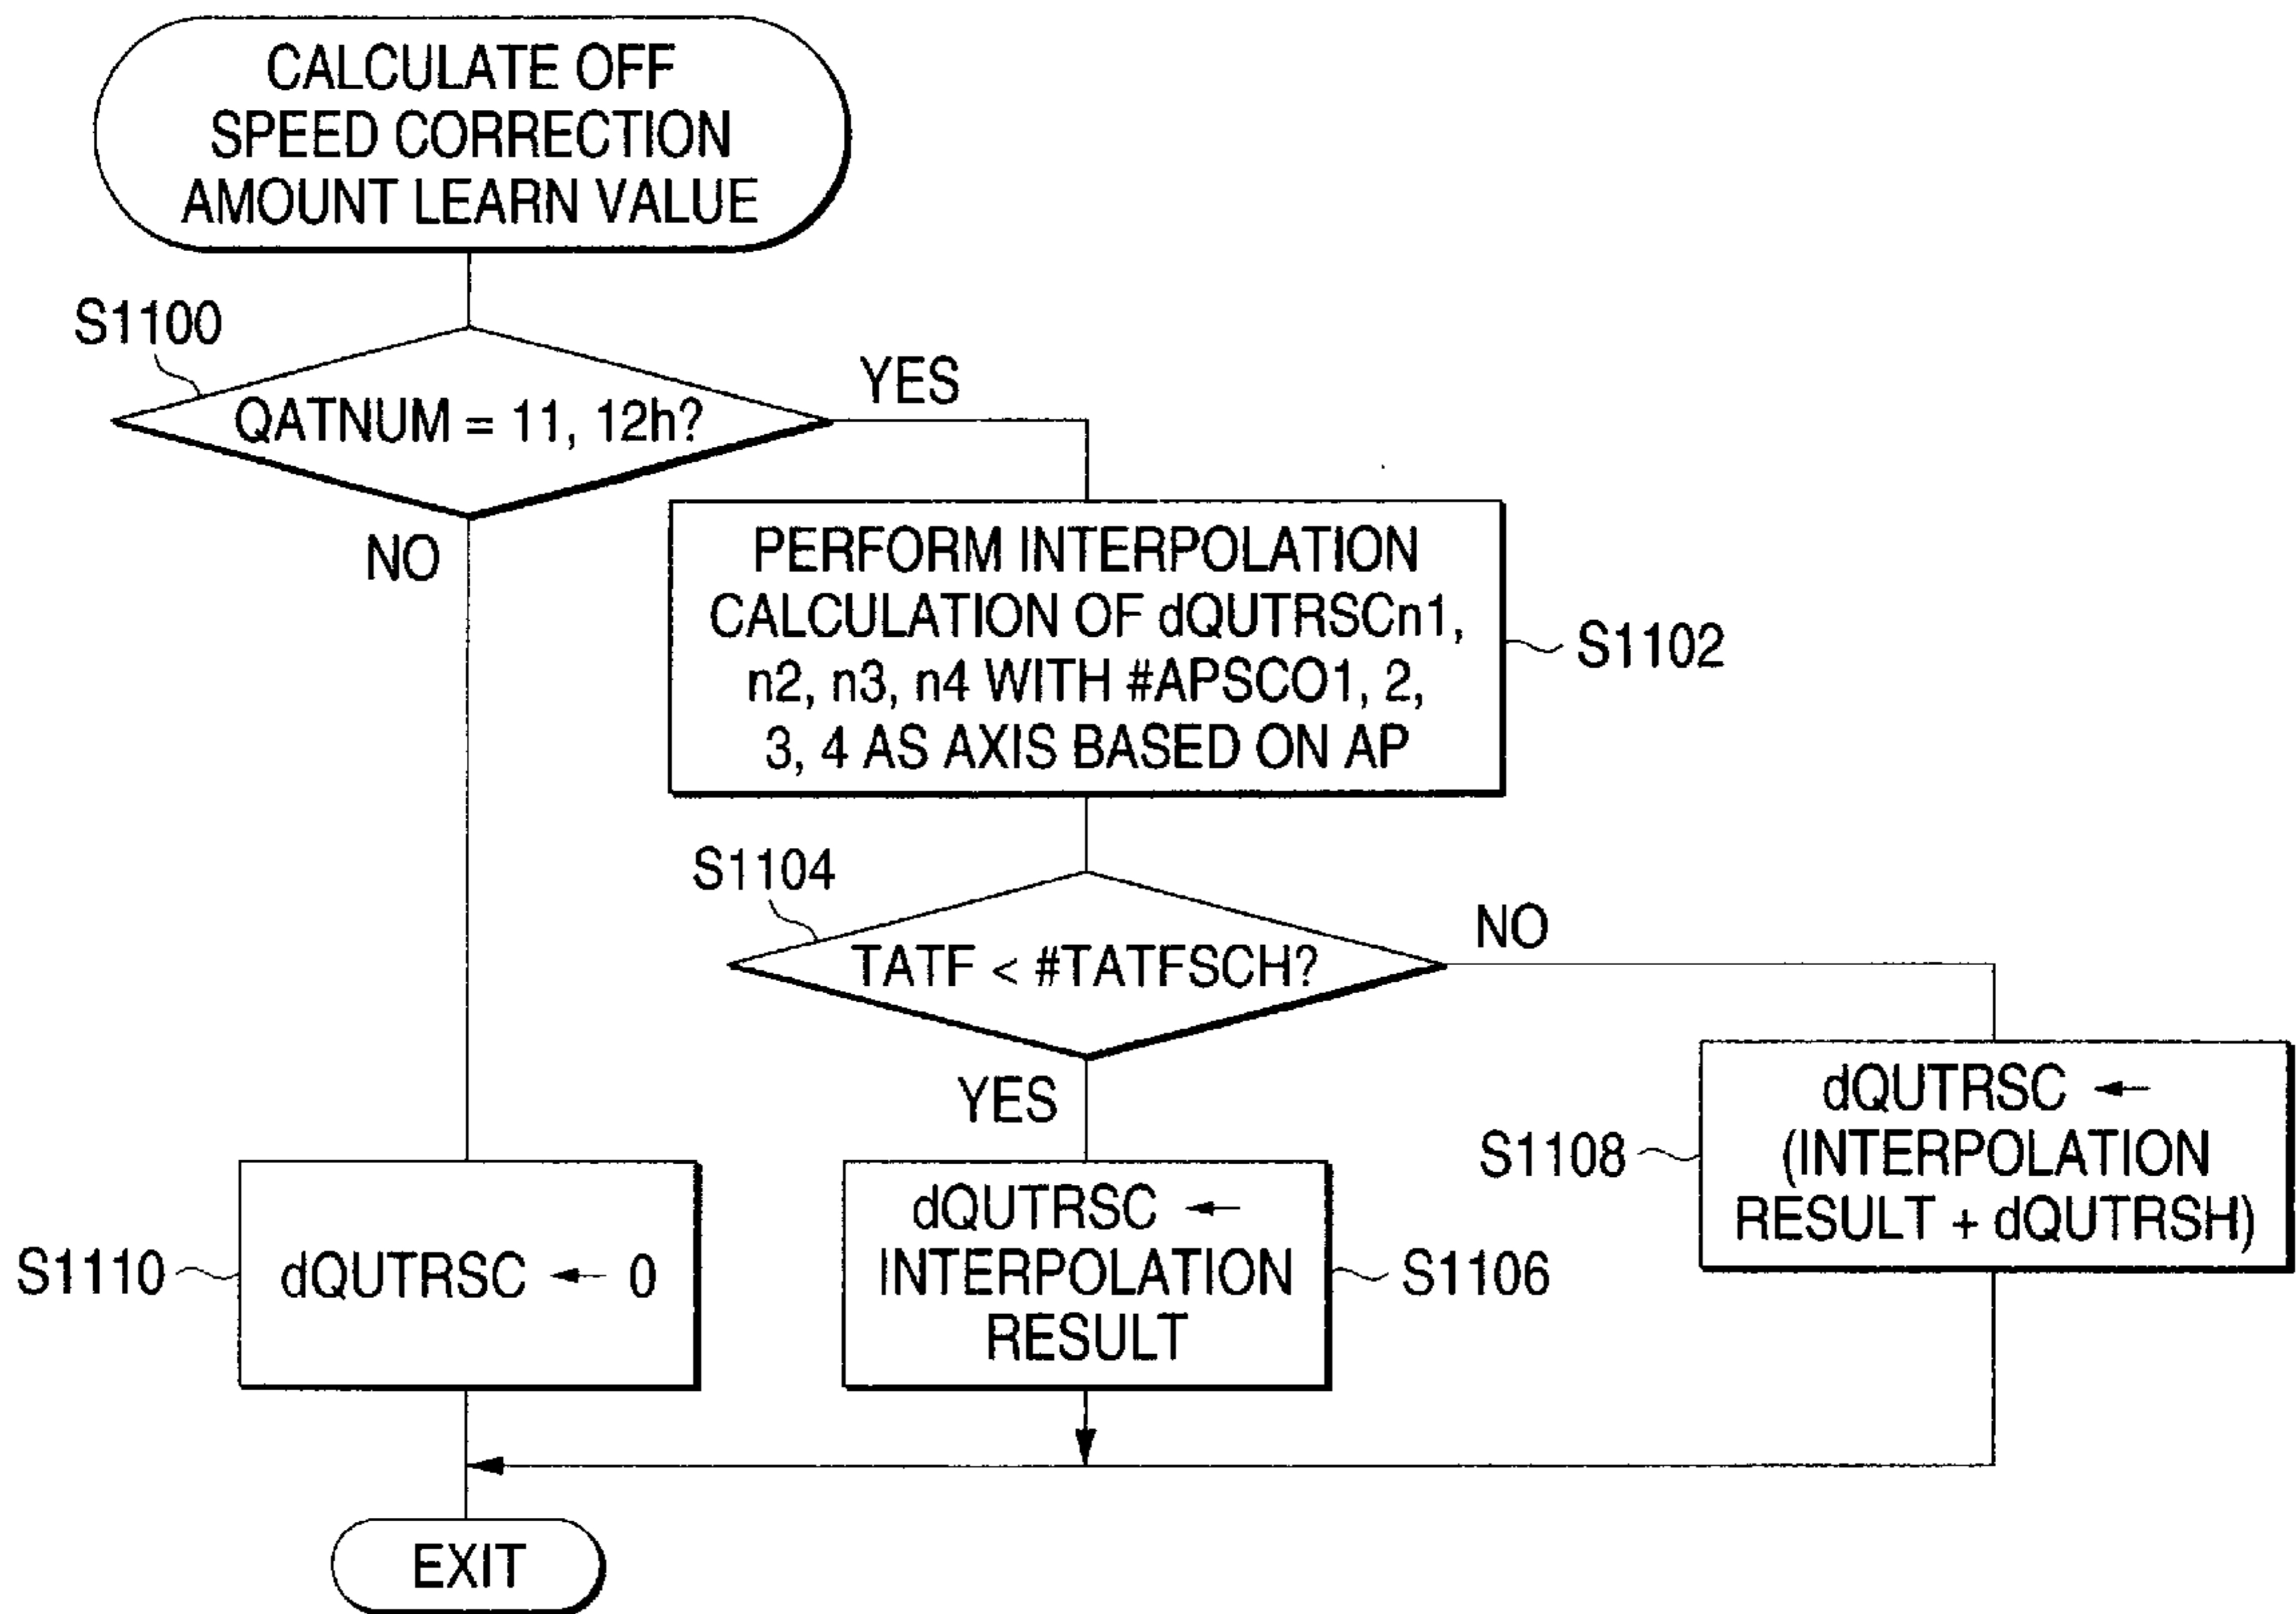 CALCULATE OFF
SPEED CORRECTION
AMOUNT LEARN VALUE
S1100
QATNUM = 11, 12h?
YES
NO
PERFORM INTERPOLATION
CALCULATION OF dQUTRSCn1,
n2, n3, n4 WITH #APSCO1, 2,
3, 4 AS AXIS BASED ON AP
S1102
S1104
TATF < #TATFSCH?
NO
YES
dQUTRSC ←
(INTERPOLATION
RESULT + dQUTRSH)
S1108
dQUTRSC ←
INTERPOLATION
RESULT
S1106
S1110
dQUTRSC ← 0
EXIT